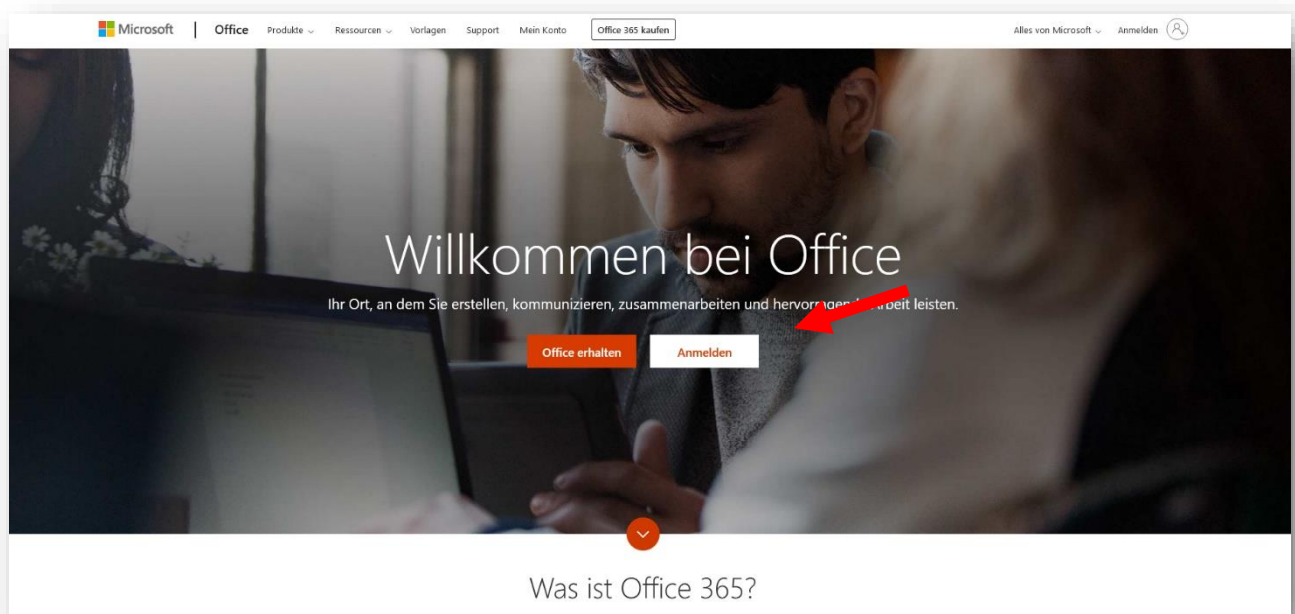 Microsoft | Office Produkte Ressourcen Vorlagen Support Mein Konto Office 365 kaufen Alles von Microsoft Anmelden
Willkommen bei Office
Ihr Ort, an dem Sie erstellen, kommunizieren, zusammenarbeiten und Arbeit leisten.
Office erhalten Anmelden
Was ist Office 365?